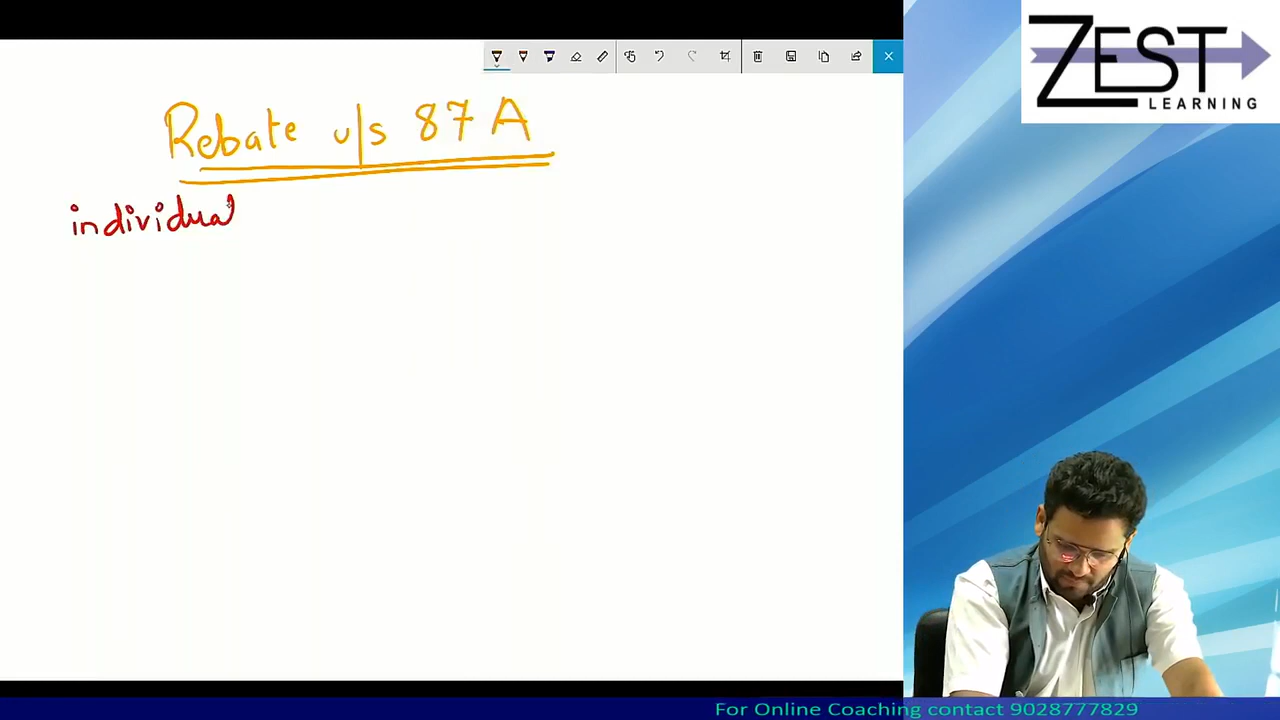 ZEST
LEARNING
Rebate u/s 87 A
individual
For Online Coaching contact 9028777829